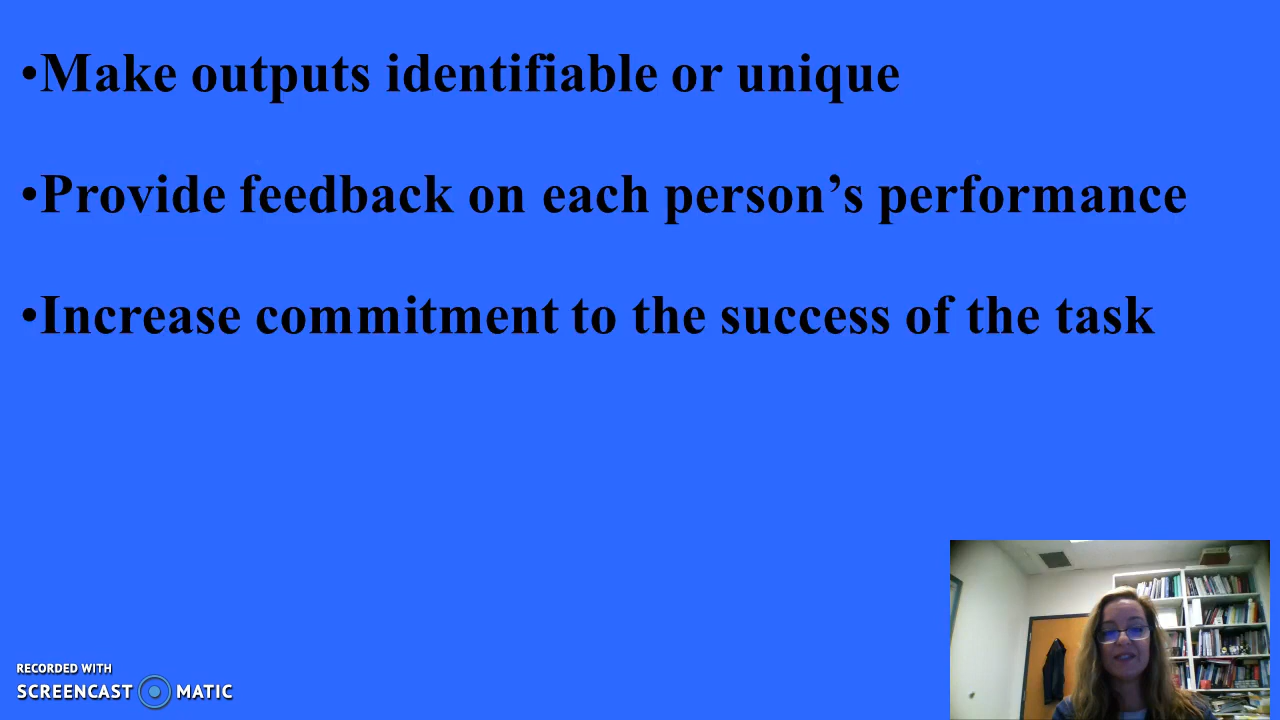 •Make outputs identifiable or unique
•Provide feedback on each person’s performance
•Increase commitment to the success of the task
RECORDED WITH
SCREENCAST MATIC